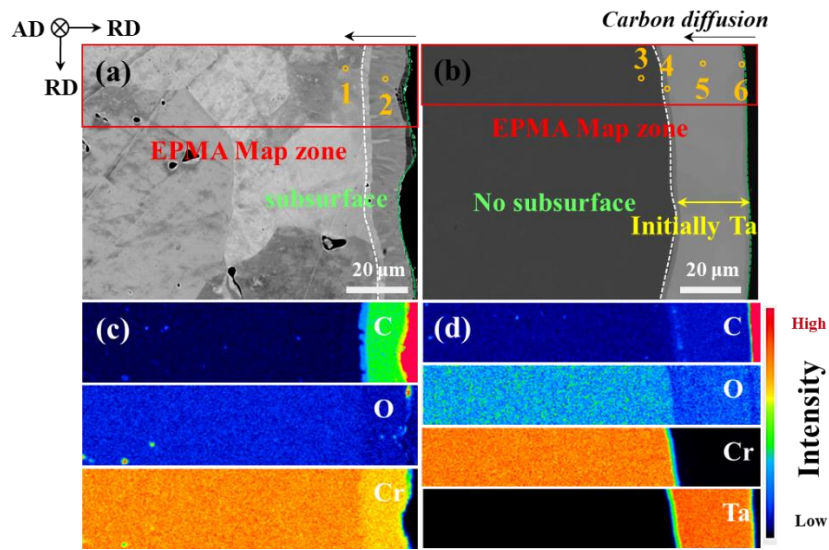 AD ⊗ → RD
RD
Carbon diffusion
(a)
1
2
EPMA Map zone
subsurface
20 μm
(b)
3
4
5
6
EPMA Map zone
No subsurface
Initially Ta
20 μm
(c)
C
O
Cr
(d)
C
O
Cr
Ta
High
Intensity
Low